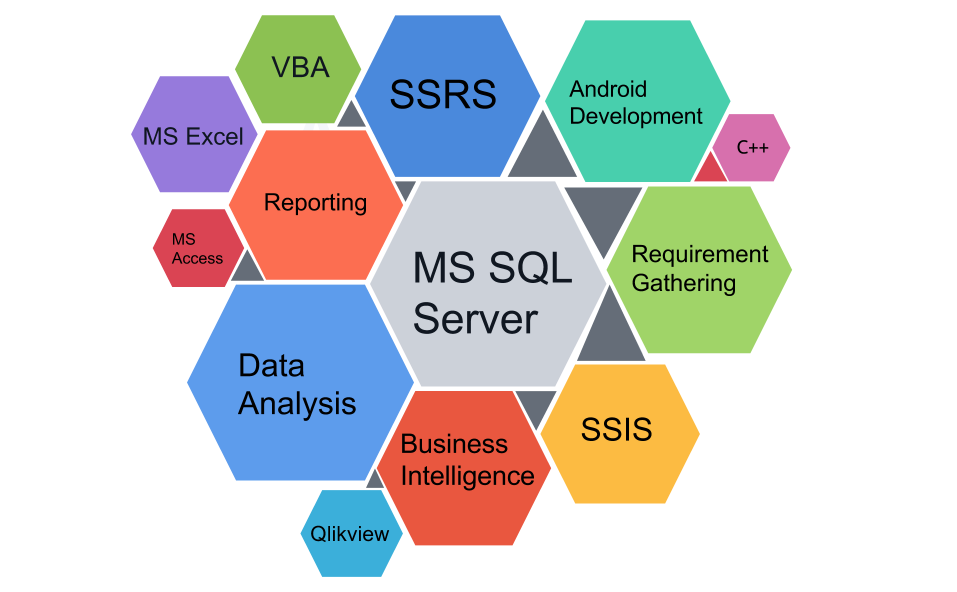 VBA
SSRS
Android
Development
MS Excel
C++
Reporting
MS
Access
MS SQL
Server
Requirement
Gathering
Data
Analysis
Business
Intelligence
SSIS
Qlikview